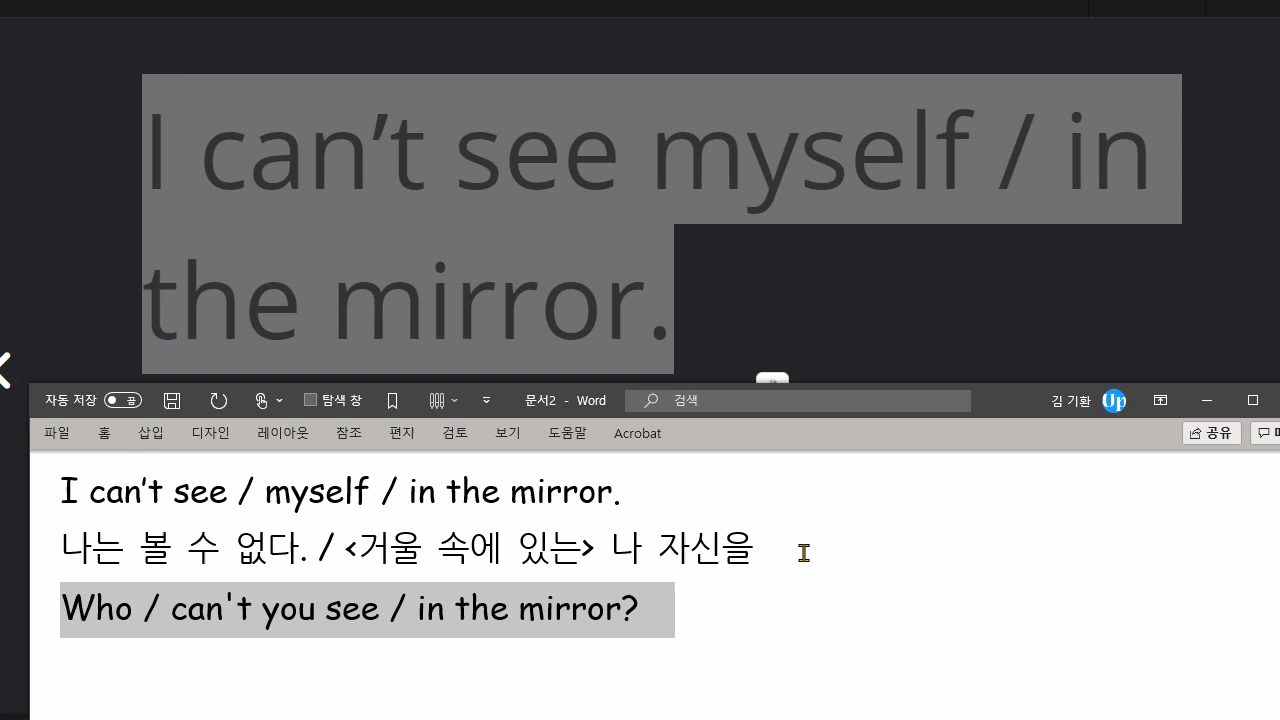 I can’t see myself / in
the mirror.
자동 저장 끔 탐색 창 문서2 - Word 검색 김 기환 Up
파일 홈 삽입 디자인 레이아웃 참조 편지 검토 보기 도움말 Acrobat 공유
I can’t see / myself / in the mirror.
나는 볼 수 없다. / <거울 속에 있는> 나 자신을
Who / can't you see / in the mirror?